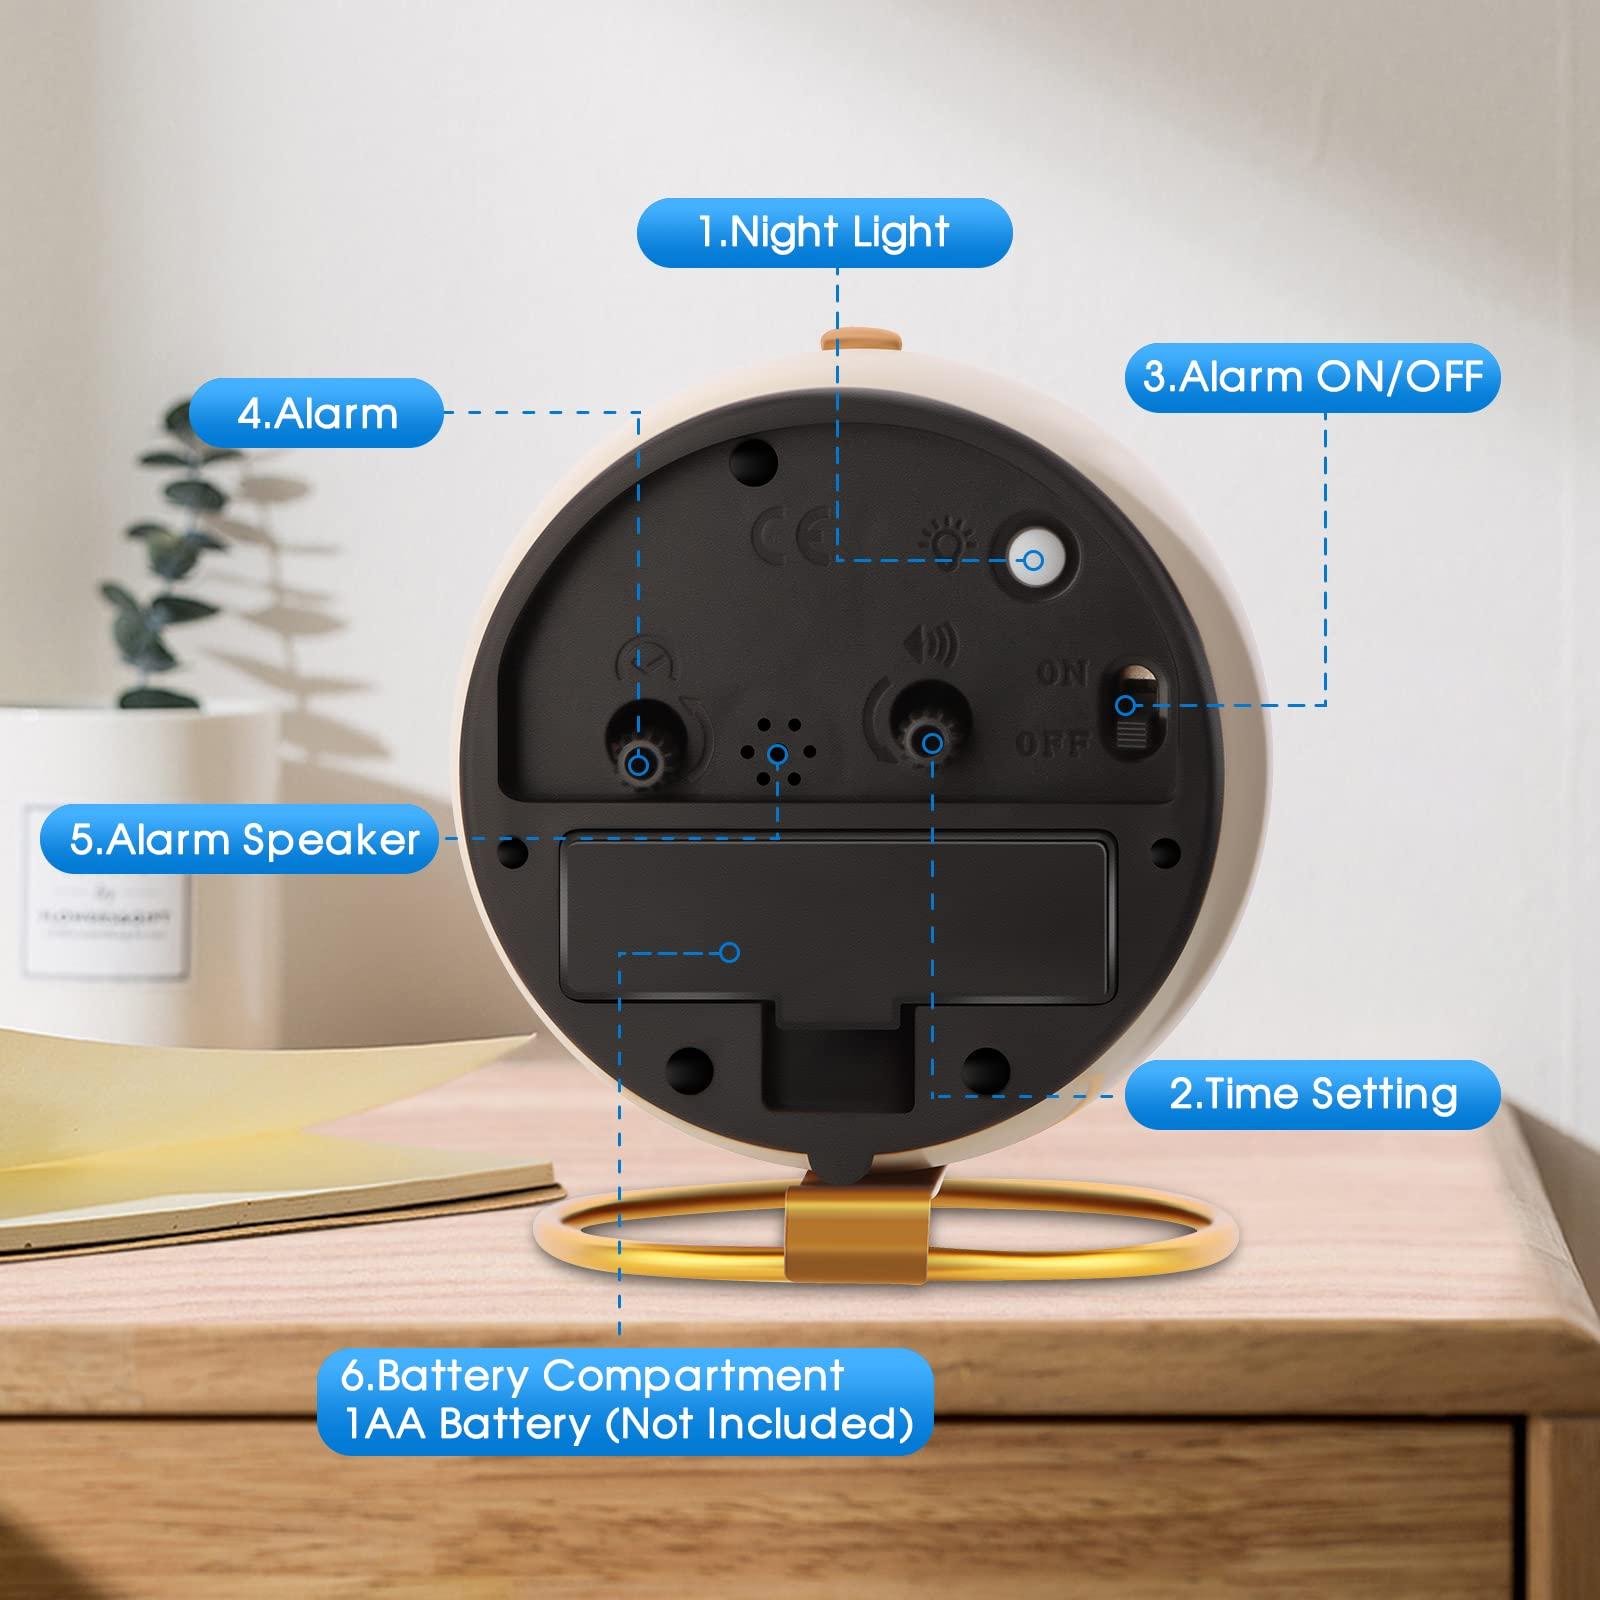 1.Night Light
3.Alarm ON/OFF
4.Alarm
CE
ON
OFF
5.Alarm Speaker
2.Time Setting
6.Battery Compartment
1AA Battery (Not Included)